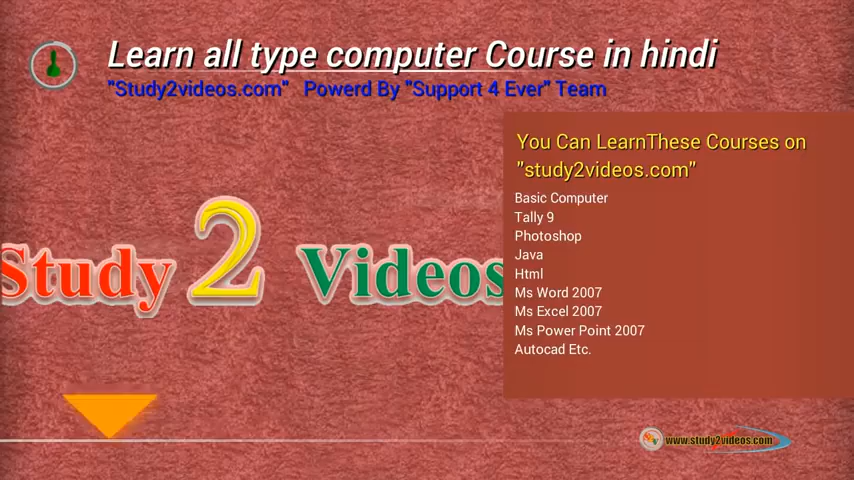 Learn all type computer Course in hindi
"Study2videos.com" Powerd By "Support 4 Ever" Team
You Can LearnThese Courses on
"study2videos.com"
Basic Computer
Tally 9
Photoshop
Java
Html
Ms Word 2007
Ms Excel 2007
Ms Power Point 2007
Autocad Etc.
Study 2 Videos
www.study2videos.com